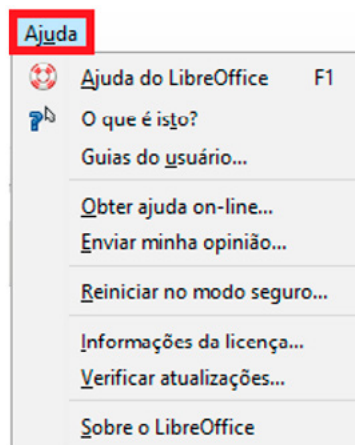 Ajuda
Ajuda do LibreOffice F1
O que é isto?
Guias do usuário...
Obter ajuda on-line...
Enviar minha opinião...
Reiniciar no modo seguro...
Informações da licença...
Verificar atualizações...
Sobre o LibreOffice